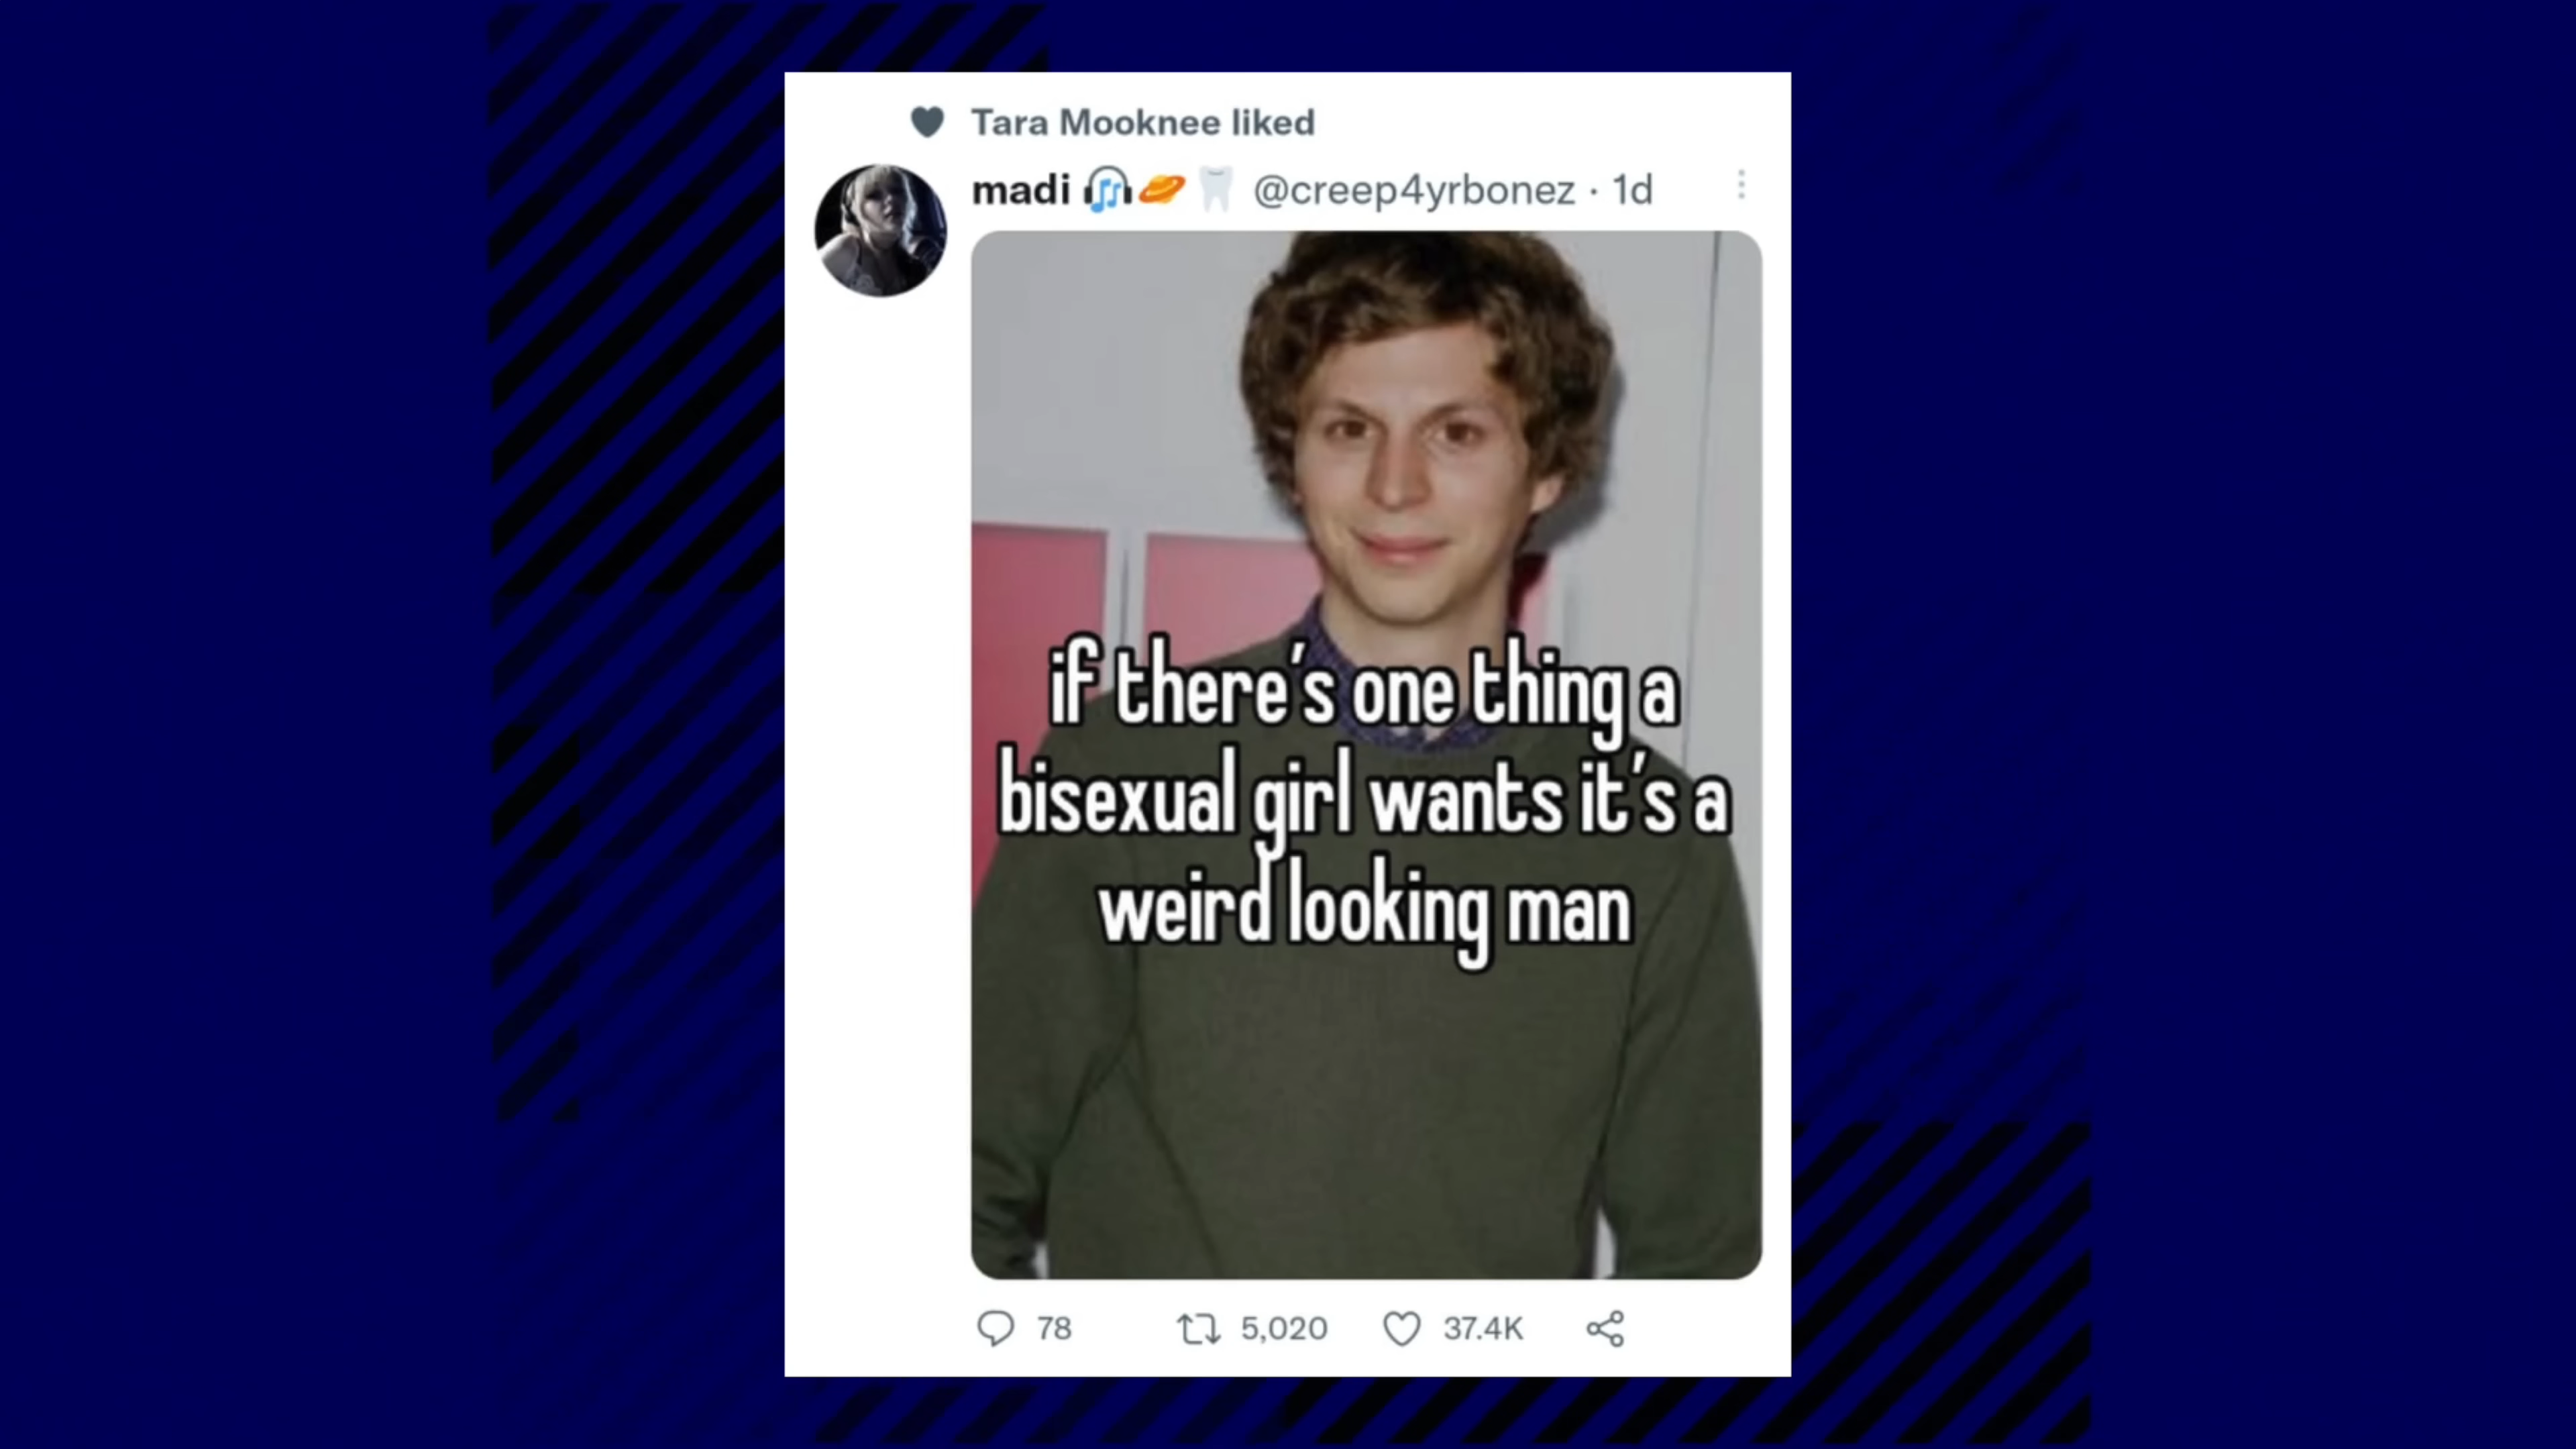 Tara Mooknee liked
madi 🎧🪐🦷 @creep4yrbonez · 1d
if there's one thing a
bisexual girl wants it's a
weird looking man
78 5,020 37.4K